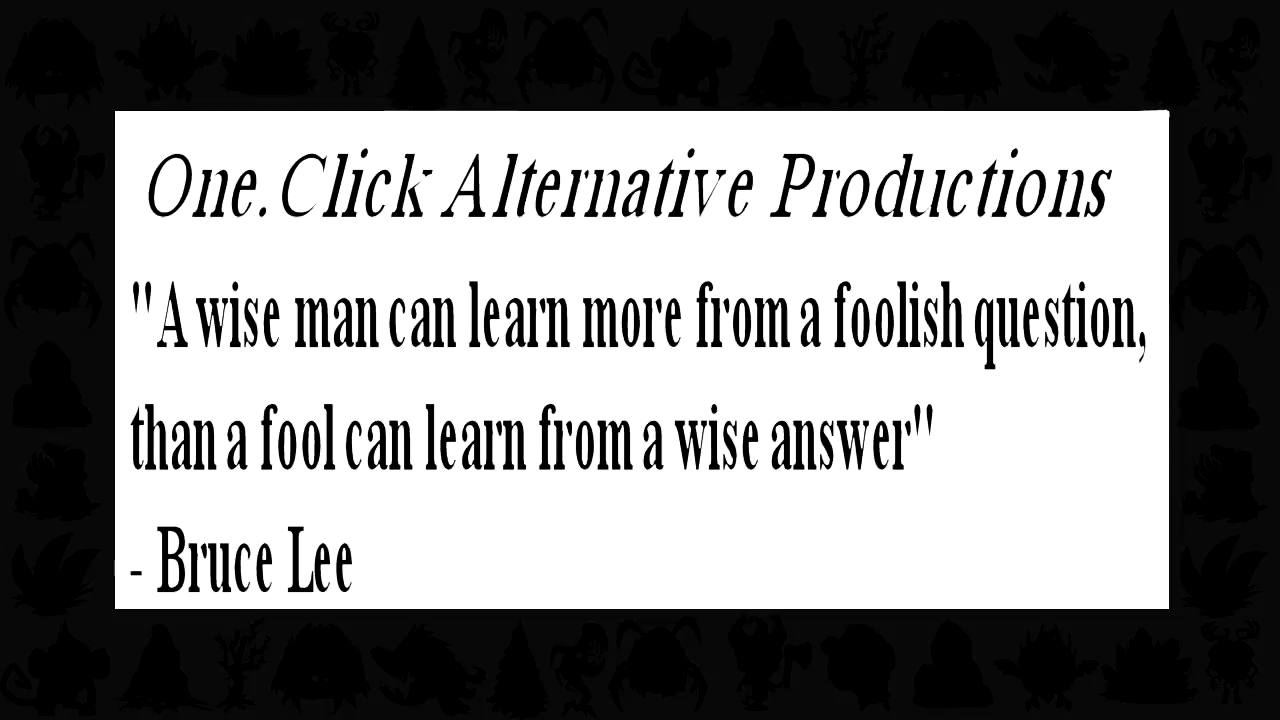 One.Click Alternative Productions
"A wise man can learn more from a foolish question,
than a fool can learn from a wise answer"
- Bruce Lee